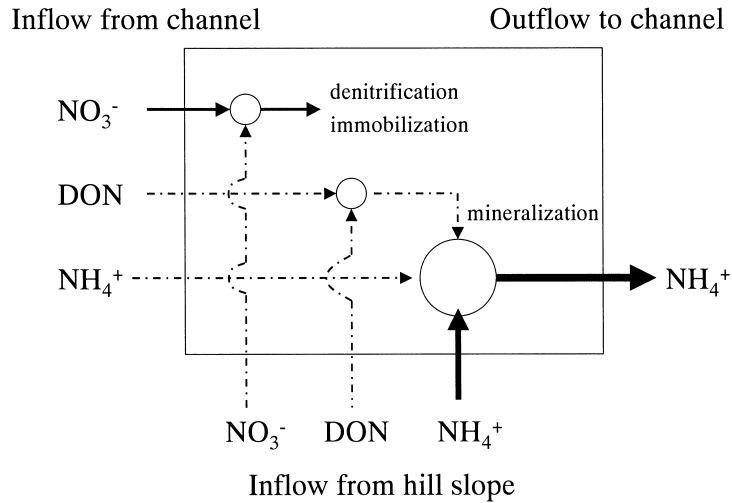 Inflow from channel
Outflow to channel
NO₃⁻
denitrification
immobilization
DON
mineralization
NH₄⁺
NH₄⁺
NO₃⁻ DON NH₄⁺
Inflow from hill slope